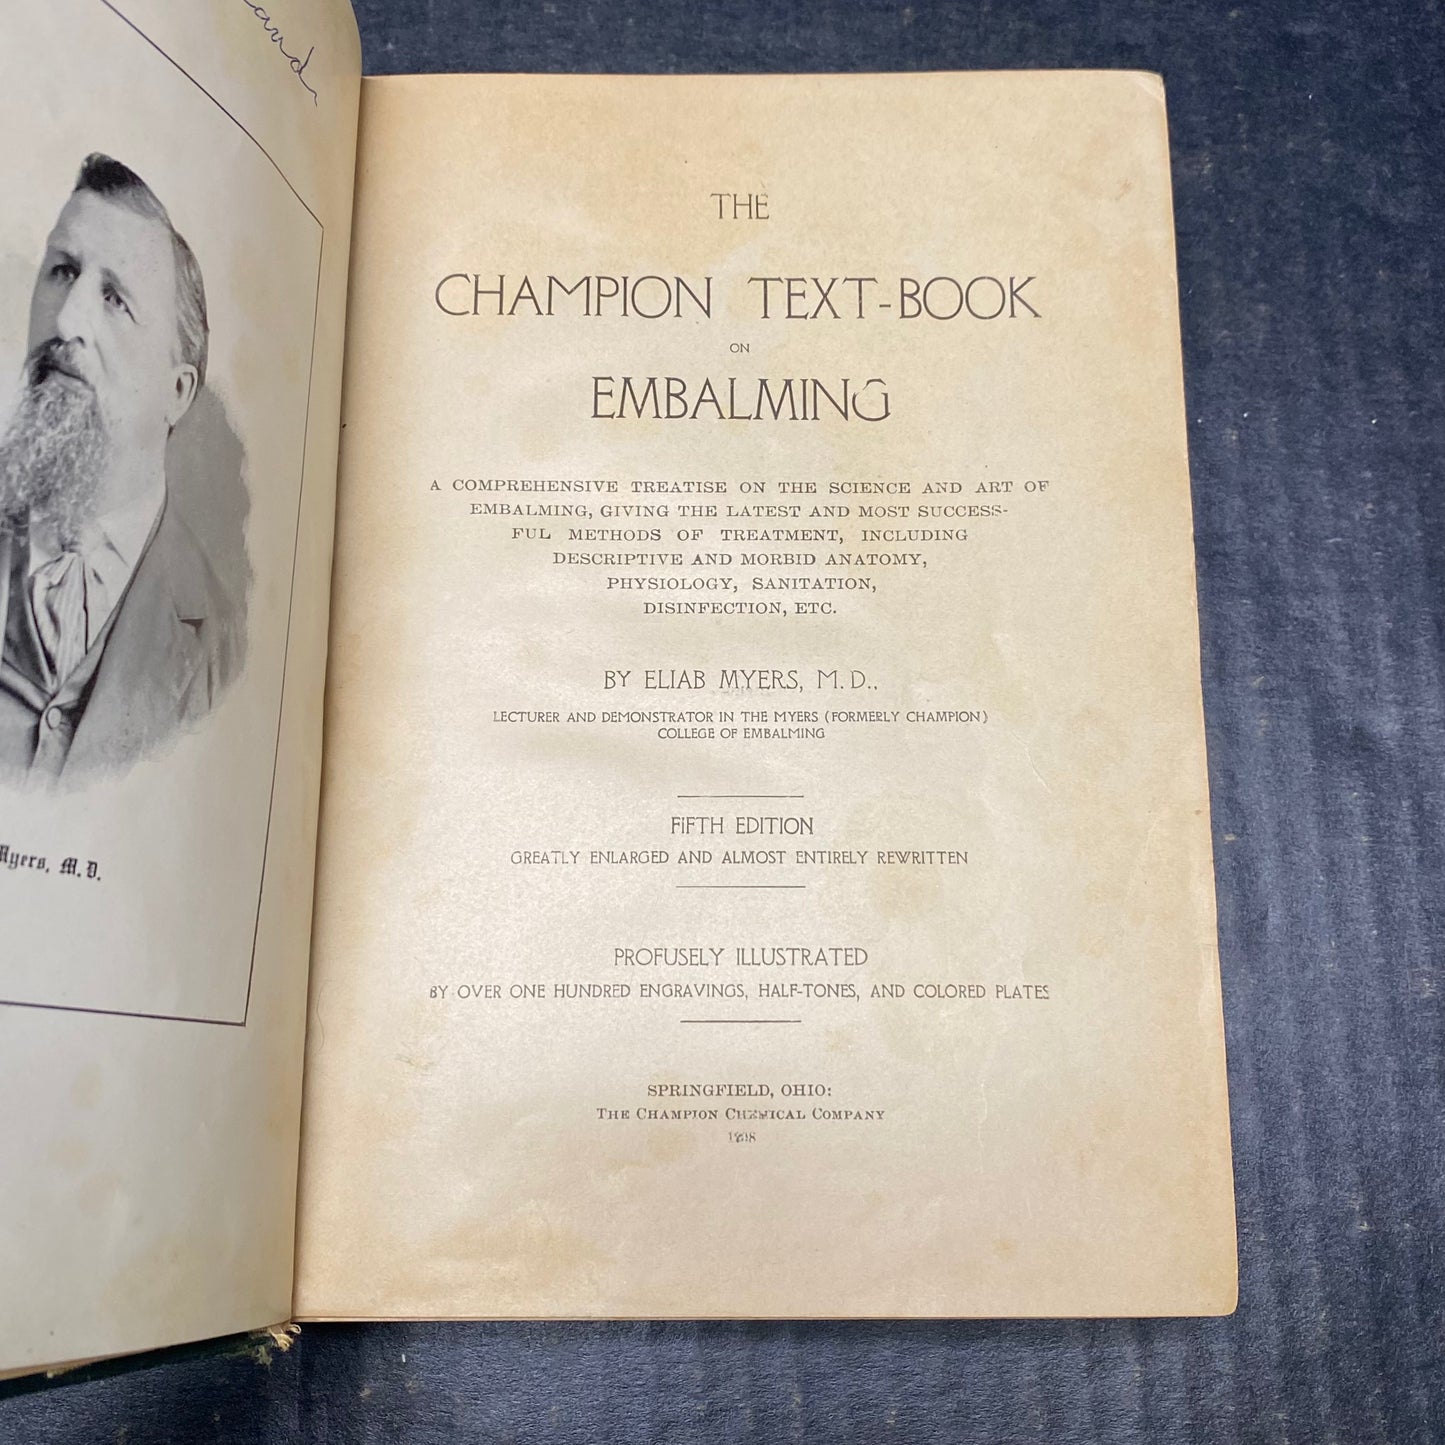 Myers, M.D.
THE
CHAMPION TEXT-BOOK
ON
EMBALMING
A COMPREHENSIVE TREATISE ON THE SCIENCE AND ART OF
EMBALMING, GIVING THE LATEST AND MOST SUCCESS-
FUL METHODS OF TREATMENT, INCLUDING
DESCRIPTIVE AND MORBID ANATOMY,
PHYSIOLOGY, SANITATION,
DISINFECTION, ETC.
BY ELIAB MYERS, M.D.,
LECTURER AND DEMONSTRATOR IN THE MYERS (FORMERLY CHAMPION)
COLLEGE OF EMBALMING
FIFTH EDITION
GREATLY ENLARGED AND ALMOST ENTIRELY REWRITTEN
PROFUSELY ILLUSTRATED
BY OVER ONE HUNDRED ENGRAVINGS, HALF-TONES, AND COLORED PLATES
SPRINGFIELD, OHIO:
THE CHAMPION CHEMICAL COMPANY